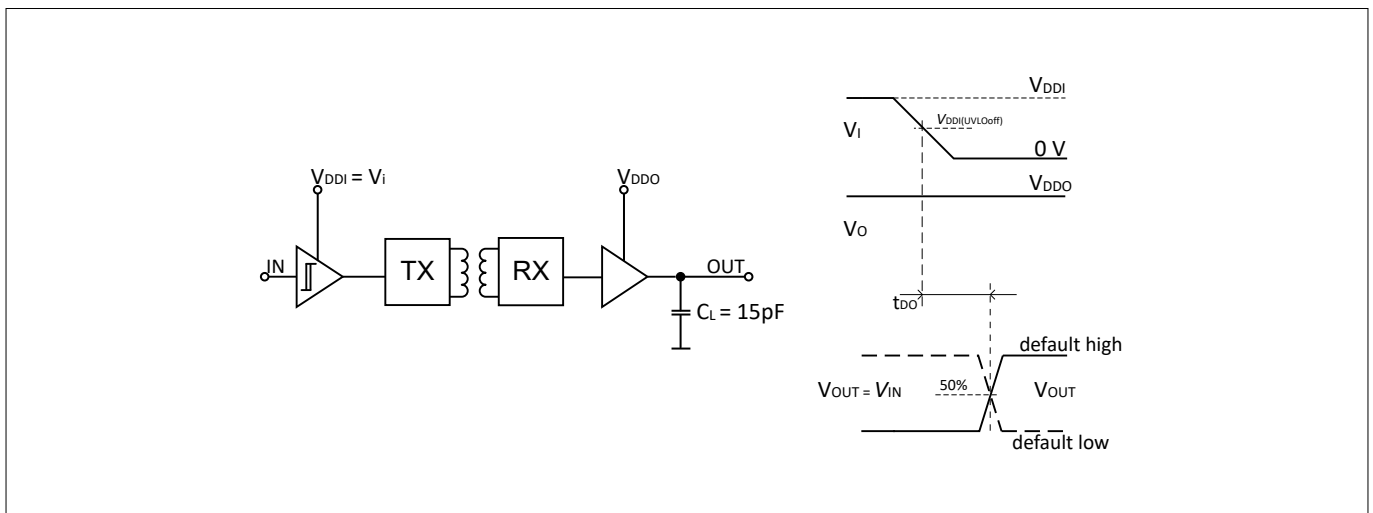 VDDI = Vi
VDDO
IN
TX
RX
OUT
CL = 15pF
VDDI
VI
VDDI(UVLOoff)
0 V
VDDO
VO
tDO
default high
VOUT = VIN
50%
VOUT
default low